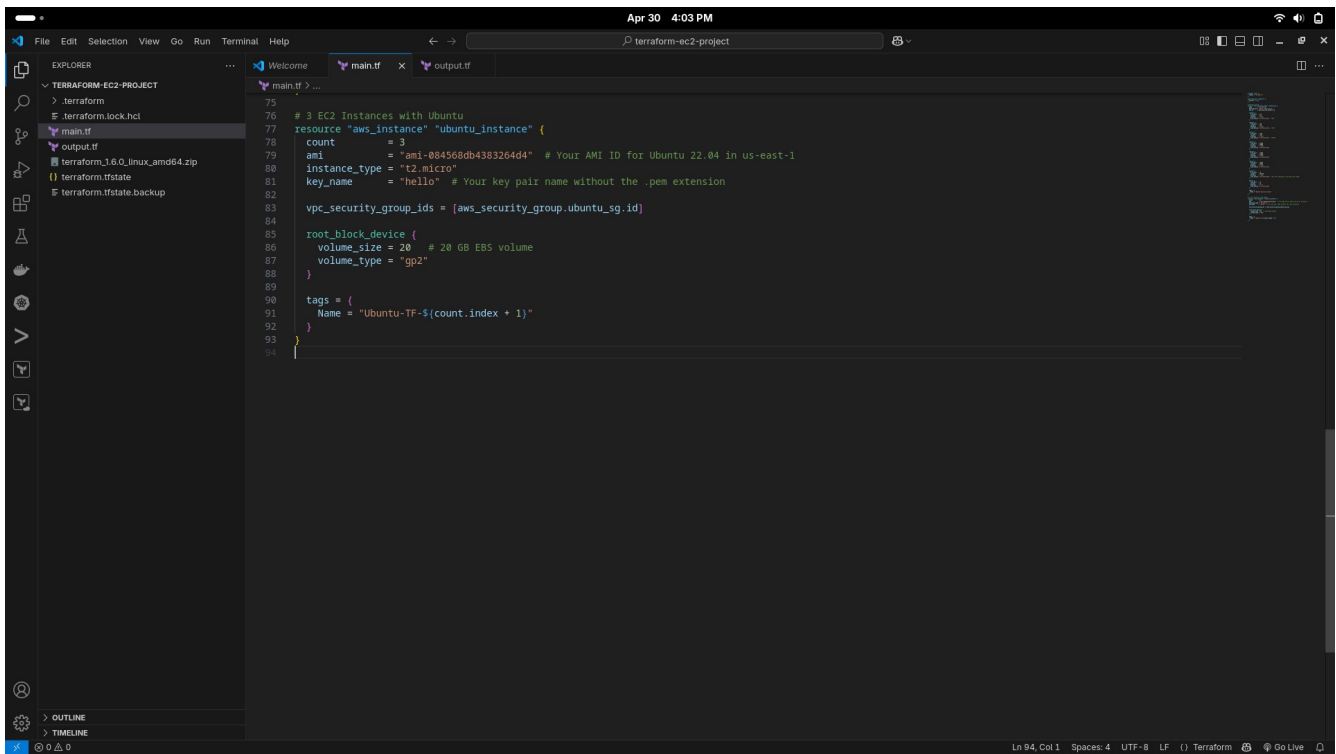 Apr 30 4:03 PM
File Edit Selection View Go Run Terminal Help
terraform-ec2-project
EXPLORER
Welcome
main.tf
output.tf
TERRAFORM-EC2-PROJECT
.terraform
.terraform.lock.hcl
main.tf
output.tf
terraform_1.6.0_linux_amd64.zip
terraform.tfstate
terraform.tfstate.backup
main.tf > ...
75
76 # 3 EC2 Instances with Ubuntu
77 resource "aws_instance" "ubuntu_instance" {
78 count = 3
79 ami = "ami-084568db4383264d4" # Your AMI ID for Ubuntu 22.04 in us-east-1
80 instance_type = "t2.micro"
81 key_name = "hello" # Your key pair name without the .pem extension
82
83 vpc_security_group_ids = [aws_security_group.ubuntu_sg.id]
84
85 root_block_device {
86 volume_size = 20 # 20 GB EBS volume
87 volume_type = "gp2"
88 }
89
90 tags = {
91 Name = "Ubuntu-TF-${count.index + 1}"
92 }
93 }
94
OUTLINE
TIMELINE
0 0
Ln 94, Col 1 Spaces: 4 UTF-8 LF {} Terraform Go Live